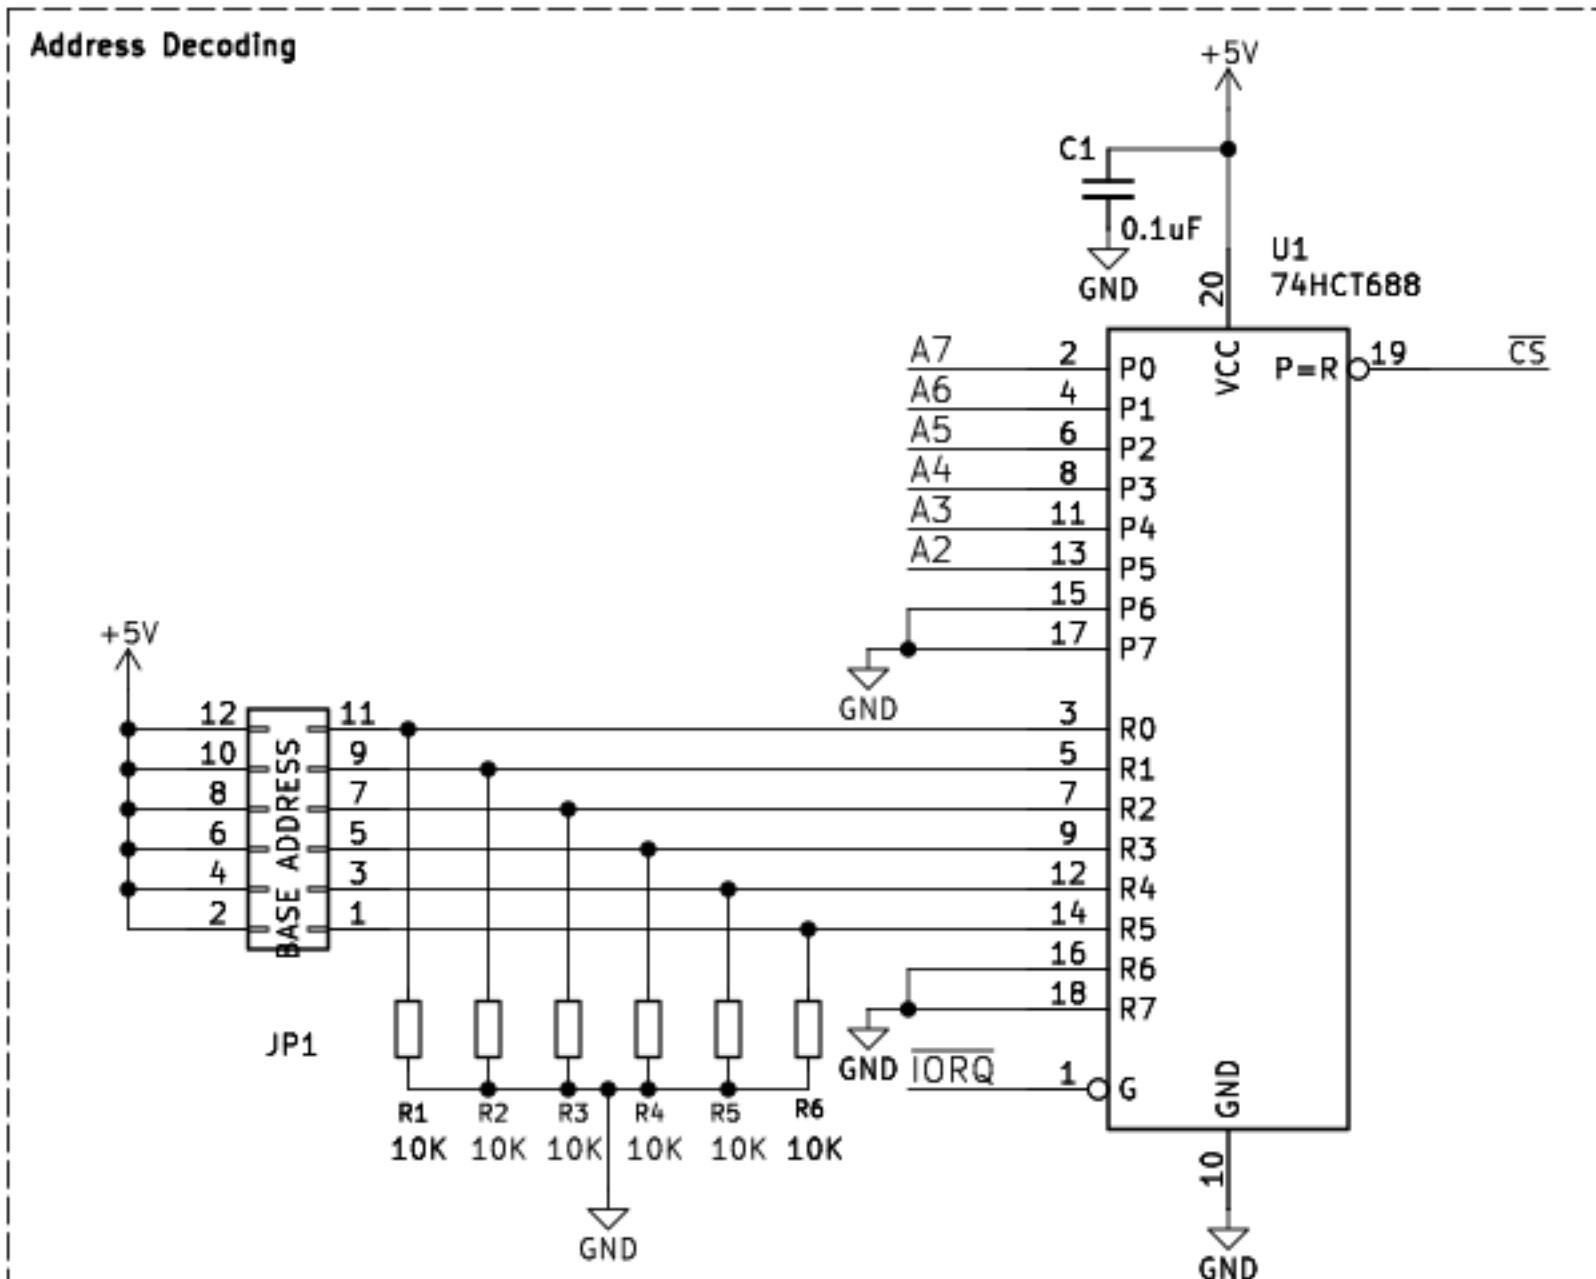 Address Decoding
+5V
C1
0.1uF
GND
U1
74HCT688
20
VCC
A7 2 P0 P=R 19 CS
A6 4 P1
A5 6 P2
A4 8 P3
A3 11 P4
A2 13 P5
15 P6
17 P7
GND
+5V
12 11 3 R0
10 9 5 R1
8 7 7 R2
6 5 9 R3
4 3 12 R4
2 1 14 R5
BASE ADDRESS
16 R6
18 R7
GND
JP1
IORQ 1 G
GND
10
GND
R1 R2 R3 R4 R5 R6
10K 10K 10K 10K 10K 10K
GND